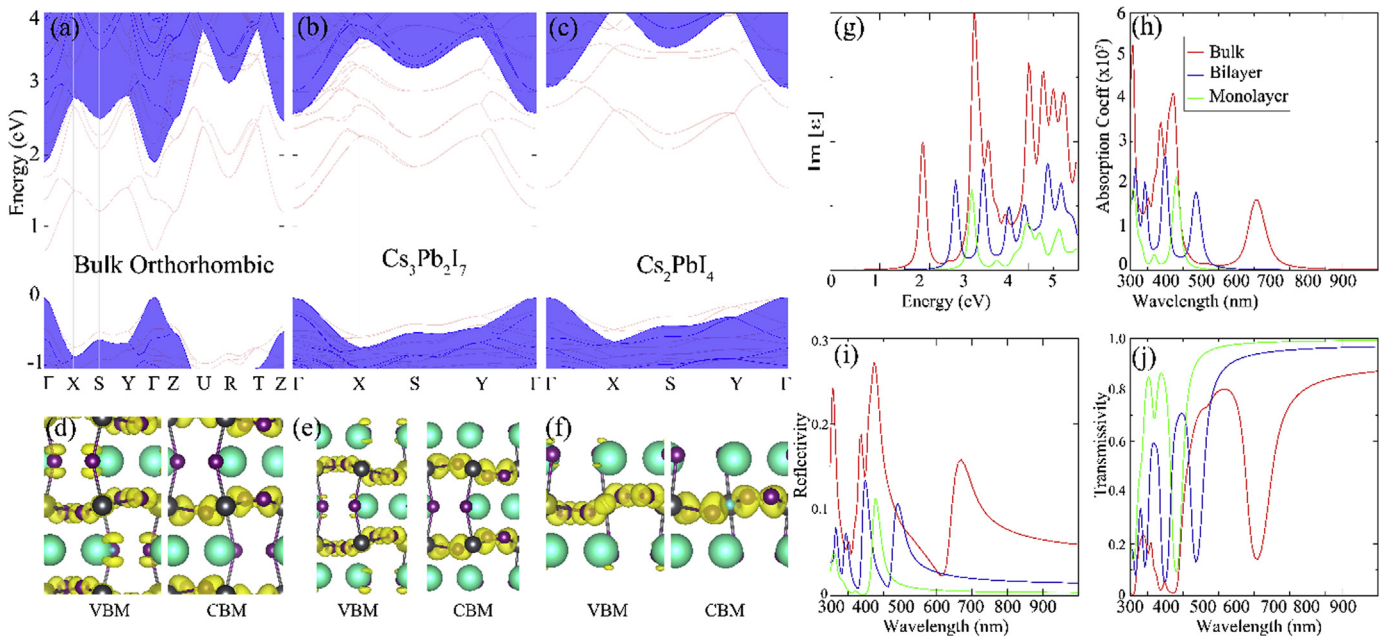 (a)
(b)
(c)
(g)
(h)
4
3
2
1
0
-1
Energy (eV)
Bulk Orthorhombic
Cs3Pb2I7
Cs2PbI4
Γ X S Y Γ Z U R T Z
Γ X S Y Γ
Γ X S Y Γ
Im [ε]
0 1 2 3 4 5
Energy (eV)
Absorption Coeff (x10⁷)
6
5
4
3
2
1
0
Bulk
Bilayer
Monolayer
300 400 500 600 700 800 900
Wavelength (nm)
(d)
(e)
(f)
VBM CBM
VBM CBM
VBM CBM
(i)
Reflectivity
0.3
0.2
0.1
0
300 400 500 600 700 800 900
Wavelength (nm)
(j)
Transmissivity
1.0
0.8
0.6
0.4
0.2
0
300 400 500 600 700 800 900
Wavelength (nm)